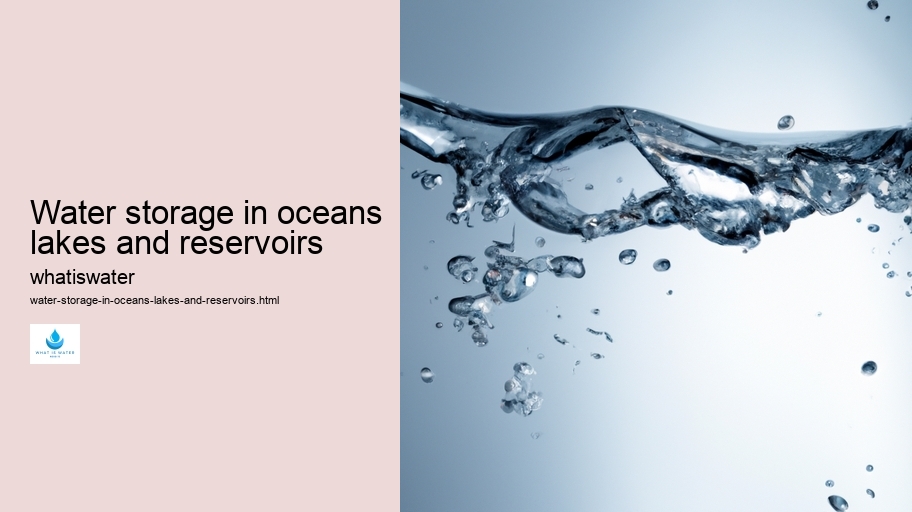 Water storage in oceans
lakes and reservoirs
whatiswater
water-storage-in-oceans-lakes-and-reservoirs.html
WHAT IS WATER